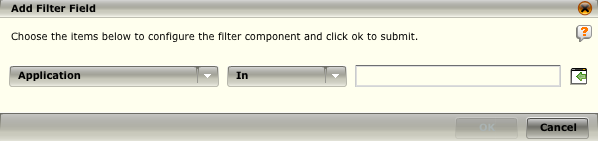 Add Filter Field
Choose the items below to configure the filter component and click ok to submit.
Application In
OK Cancel